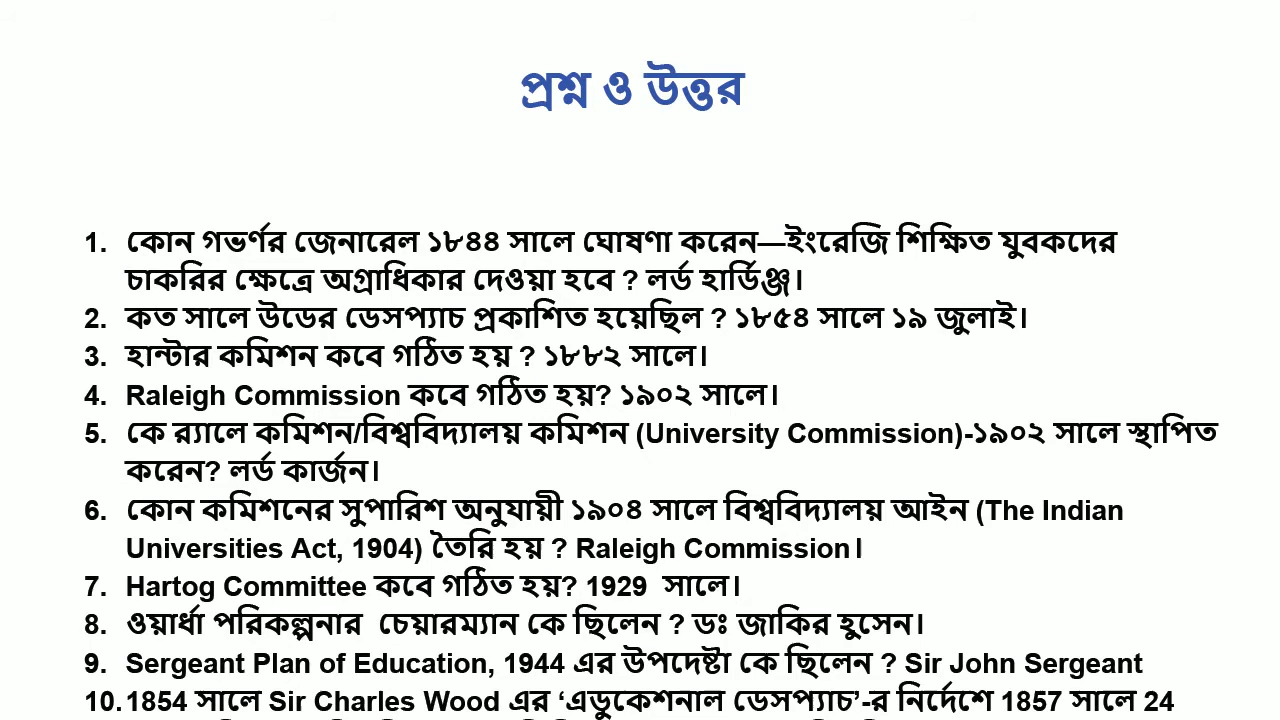 প্রশ্ন ও উত্তর
1. কোন গভর্ণর জেনারেল ১৮৪৪ সালে ঘোষণা করেন—ইংরেজি শিক্ষিত যুবকদের
চাকরির ক্ষেত্রে অগ্রাধিকার দেওয়া হবে ? লর্ড হার্ডিঞ্জ।
2. কত সালে উডের ডেসপ্যাচ প্রকাশিত হয়েছিল ? ১৮৫৪ সালে ১৯ জুলাই।
3. হান্টার কমিশন কবে গঠিত হয় ? ১৮৮২ সালে।
4. Raleigh Commission কবে গঠিত হয়? ১৯০২ সালে।
5. কে র‍্যালে কমিশন/বিশ্ববিদ্যালয় কমিশন (University Commission)-১৯০২ সালে স্থাপিত
করেন? লর্ড কার্জন।
6. কোন কমিশনের সুপারিশ অনুযায়ী ১৯০৪ সালে বিশ্ববিদ্যালয় আইন (The Indian
Universities Act, 1904) তৈরি হয় ? Raleigh Commission।
7. Hartog Committee কবে গঠিত হয়? 1929 সালে।
8. ওয়ার্ধা পরিকল্পনার চেয়ারম্যান কে ছিলেন ? ডঃ জাকির হুসেন।
9. Sergeant Plan of Education, 1944 এর উপদেষ্টা কে ছিলেন ? Sir John Sergeant
10. 1854 সালে Sir Charles Wood এর ‘এডুকেশনাল ডেসপ্যাচ’-র নির্দেশে 1857 সালে 24